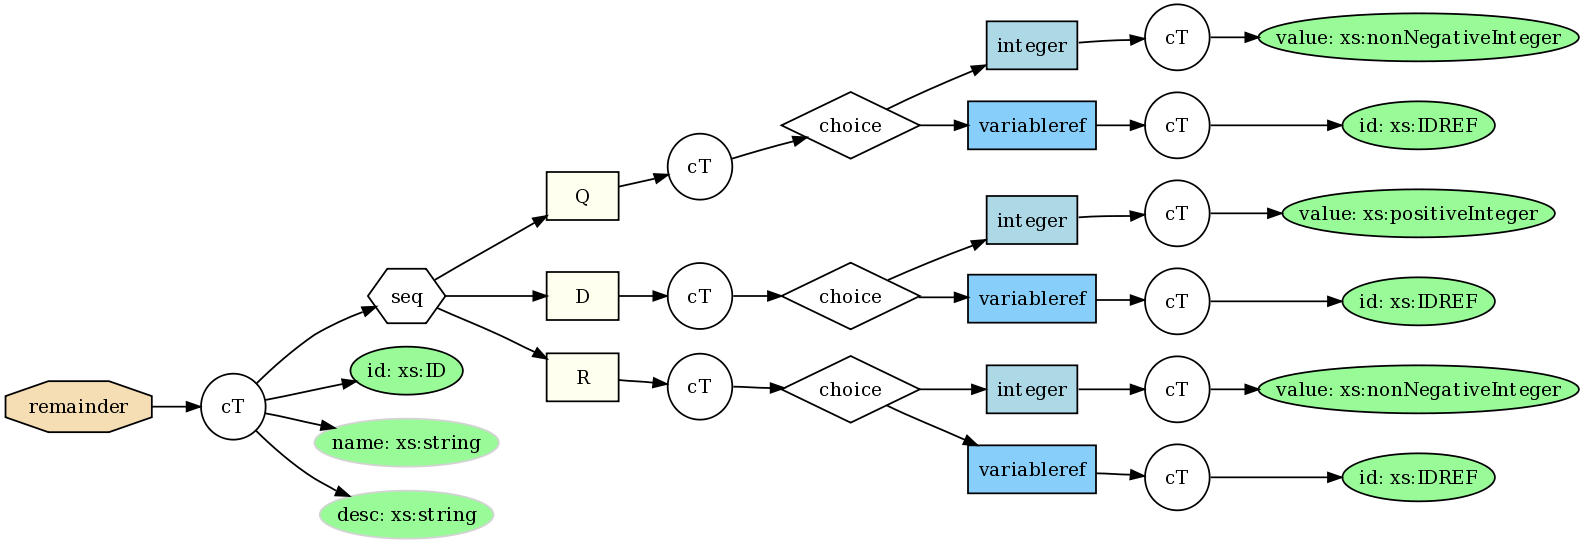 remainder
cT
seq
id: xs:ID
name: xs:string
desc: xs:string
Q
cT
choice
integer
cT
value: xs:nonNegativeInteger
variableref
cT
id: xs:IDREF
D
cT
choice
integer
cT
value: xs:positiveInteger
variableref
cT
id: xs:IDREF
R
cT
choice
integer
cT
value: xs:nonNegativeInteger
variableref
cT
id: xs:IDREF